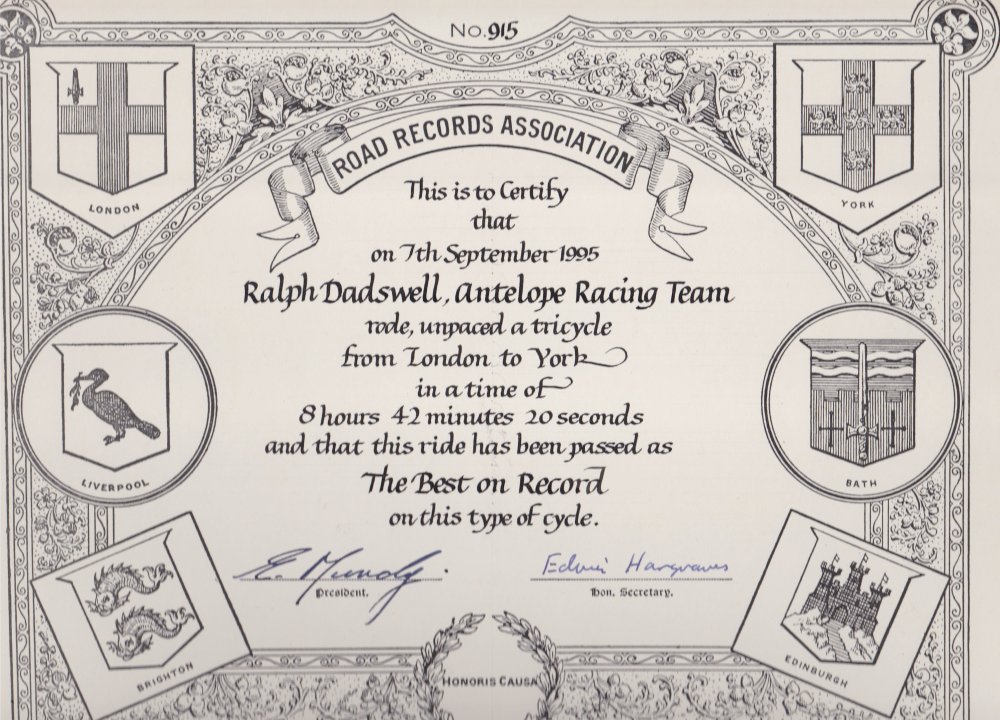 No. 915
ROAD RECORDS ASSOCIATION
This is to Certify
that
on 7th September 1995
Ralph Dadswell, Antelope Racing Team
rode, unpaced a tricycle
from London to York
in a time of
8 hours 42 minutes 20 seconds
and that this ride has been passed as
The Best on Record
on this type of cycle.
E. Mundy.
President.
Edwin Hargraves
Hon. Secretary.
LONDON
YORK
LIVERPOOL
BATH
BRIGHTON
EDINBURGH
HONORIS CAUSA